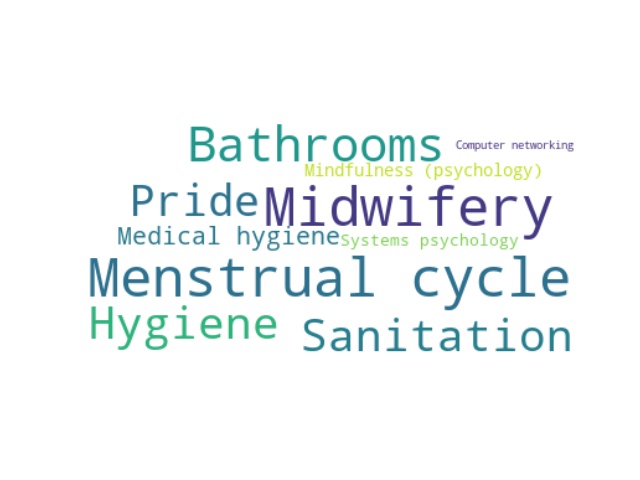 Bathrooms
Computer networking
Mindfulness (psychology)
Pride
Midwifery
Medical hygiene
Systems psychology
Menstrual cycle
Hygiene
Sanitation